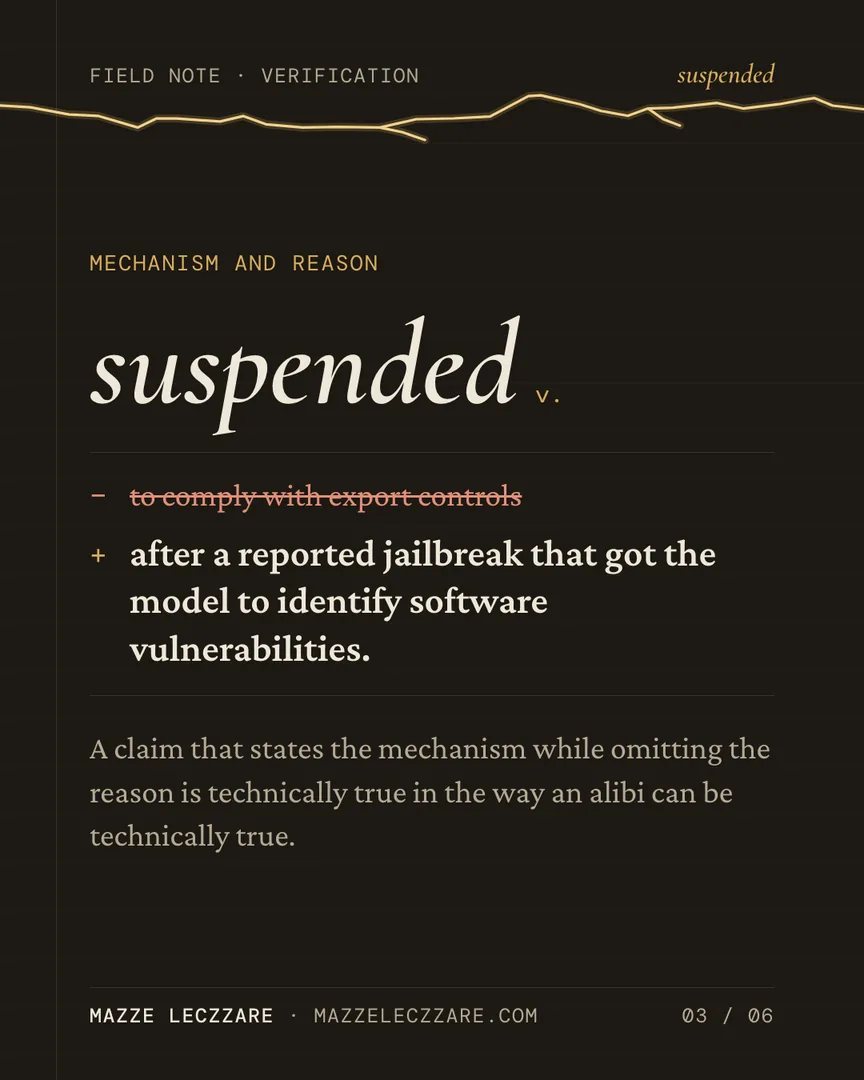 FIELD NOTE · VERIFICATION
suspended
MECHANISM AND REASON
suspended v.
− to comply with export controls
+ after a reported jailbreak that got the
model to identify software
vulnerabilities.
A claim that states the mechanism while omitting the
reason is technically true in the way an alibi can be
technically true.
MAZZE LECZZARE · MAZZELECZZARE.COM
03 / 06